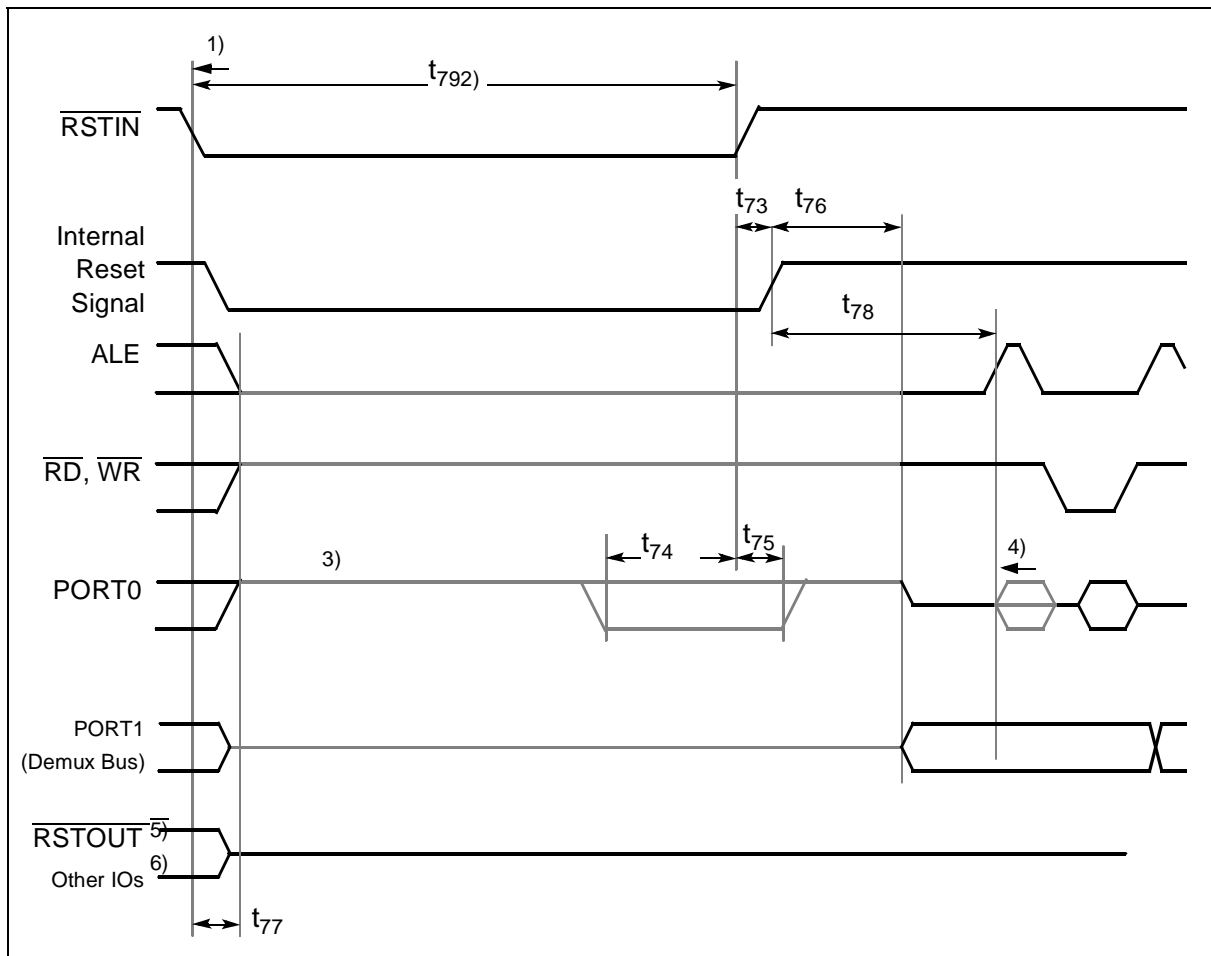 1)
t792)
RSTIN
t73 t76
Internal
Reset
Signal
t78
ALE
RD, WR
t74 t75
3) 4)
PORT0
PORT1
(Demux Bus)
RSTOUT 5)
Other IOs 6)
t77